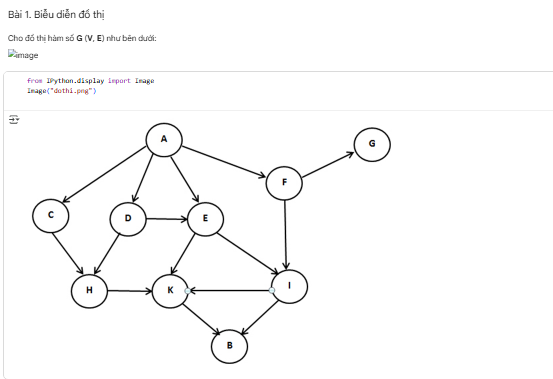 Bài 1. Biểu diễn đồ thị
Cho đồ thị hàm số G (V, E) như bên dưới:
image
from IPython.display import Image
Image("dothi.png")
A
G
F
C
D
E
H
K
I
B